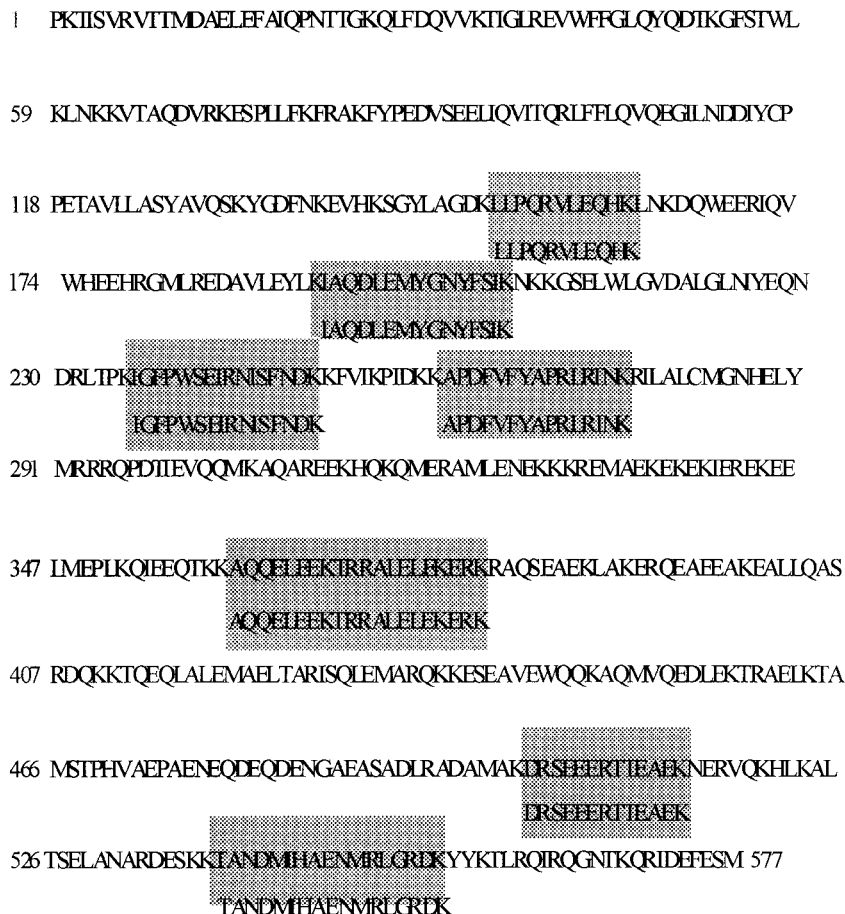 1 PKTISVRVTTMDAELEFAIQPNTTGKQLFDQVVKTIGLREVWFFGLQYQDTKGFSTWL
59 KLNKKVTAQDVRKESPLLFKFRAKFYPEDVSEELIQVITQRLFFLQVQEGILNDDIYCP
118 PETAVLLASYAVQSKYGDFNKEVHKSGYLAGDKLLPQRVLEQHKLNKDQWEERIQV
LLPQRVLEQHK
174 WHEEHRGMLREDAVLEYLKIAQDLEMYGNYFSIKNKKGSELWLGVDALGLNIYEQN
IAQDLEMYGNYFSIK
230 DRLTPKIGFPWSEIRNISFNDKKFVIKPIDKKAPDFVFYAPRLRINKRILALCMGNHELY
IGFPWSEIRNISFNDK APDFVFYAPRLRINK
291 MRRRQPDTIEVQQMKAQAREEKHQKQMERAMLENEKKKREMAEKEKEKIEREKEE
347 LMEPLKQIEEQTKKAQQELEEKTRRALELEKERKRAQSEAEKLAKERQEAEEAKEALLQAS
AQQELEEKTRRALELEKERK
407 RDQKKTQEQLALEMAELTARISQLEMARQKKESEAVEWQQKAQMVQEDLEKTRAELKTA
466 MSTPHVAEPAENEQDEQDENGAEASADLRADAMAKDRSEEERTTEAEKNERVQKHLKAL
DRSEEERTTEAEK
526 TSELANARDESKKTANDMIHAENMRLGRDKYYKTLRQIRQGNTKQRIDEFESM 577
TANDMIHAENMRLGRDK